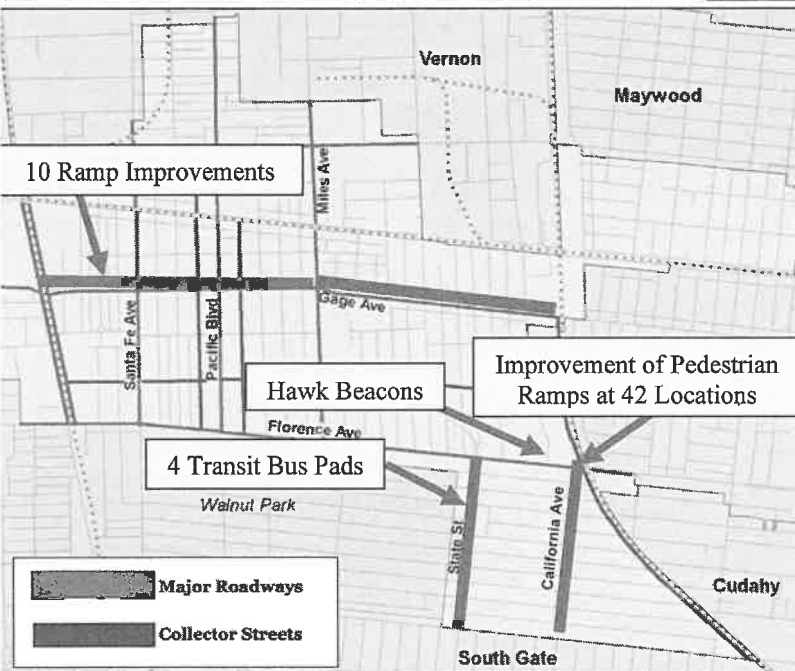 Vernon
Maywood
10 Ramp Improvements
Miles Ave
Gage Ave
Santa Fe Ave
Pacific Blvd
Improvement of Pedestrian
Ramps at 42 Locations
Hawk Beacons
Florence Ave
4 Transit Bus Pads
Walnut Park
State St
California Ave
Cudahy
Major Roadways
Collector Streets
South Gate